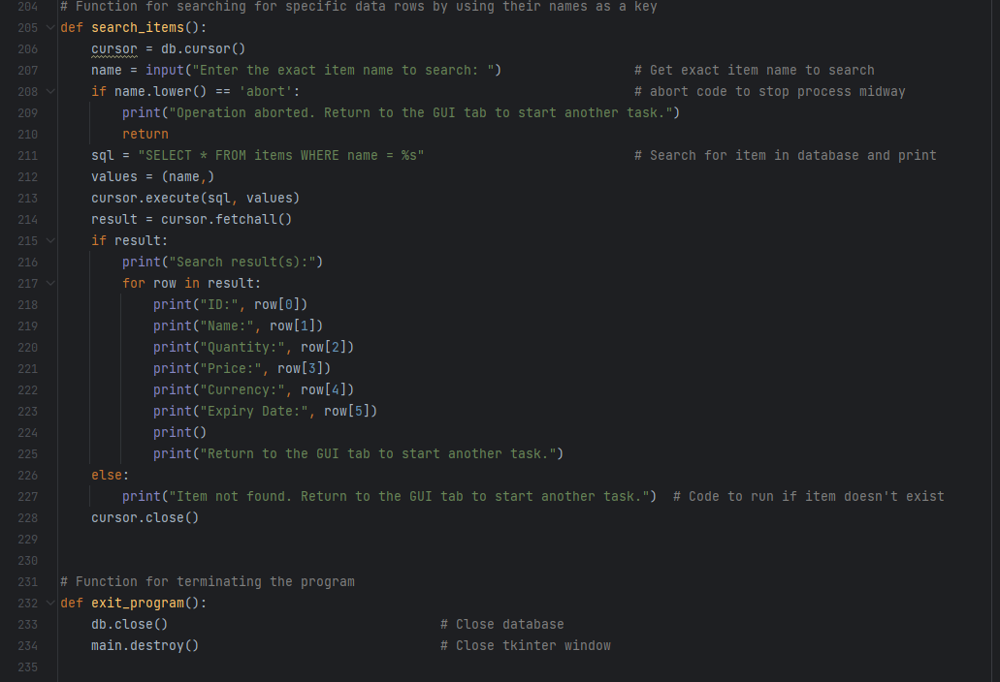 204 # Function for searching for specific data rows by using their names as a key
205 def search_items():
206     cursor = db.cursor()
207     name = input("Enter the exact item name to search: ")                 # Get exact item name to search
208     if name.lower() == 'abort':                                           # abort code to stop process midway
209         print("Operation aborted. Return to the GUI tab to start another task.")
210         return
211     sql = "SELECT * FROM items WHERE name = %s"                           # Search for item in database and print
212     values = (name,)
213     cursor.execute(sql, values)
214     result = cursor.fetchall()
215     if result:
216         print("Search result(s):")
217         for row in result:
218             print("ID:", row[0])
219             print("Name:", row[1])
220             print("Quantity:", row[2])
221             print("Price:", row[3])
222             print("Currency:", row[4])
223             print("Expiry Date:", row[5])
224             print()
225             print("Return to the GUI tab to start another task.")
226     else:
227         print("Item not found. Return to the GUI tab to start another task.")  # Code to run if item doesn't exist
228     cursor.close()
229
230
231 # Function for terminating the program
232 def exit_program():
233     db.close()                                   # Close database
234     main.destroy()                               # Close tkinter window
235